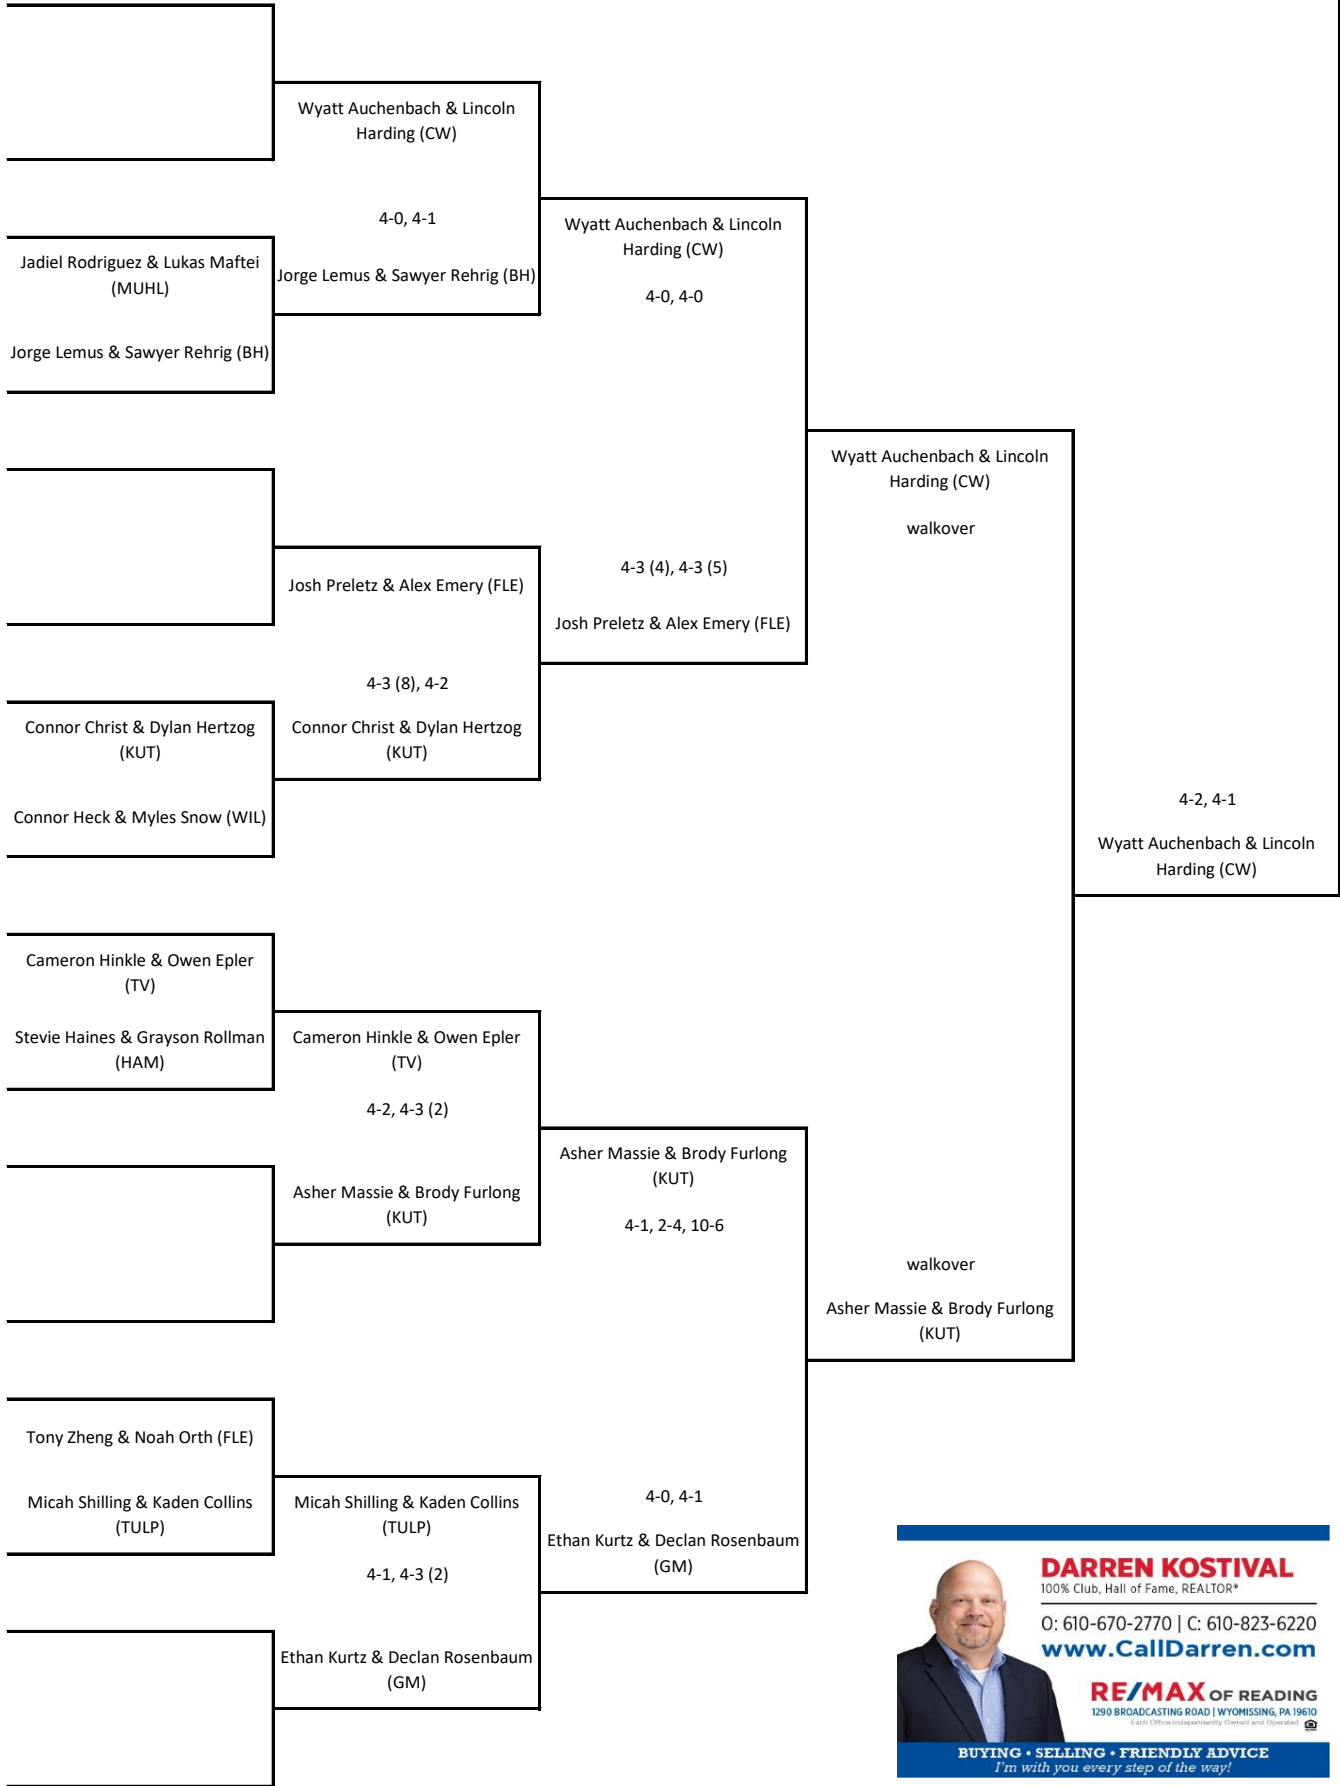 Wyatt Auchenbach & Lincoln
Harding (CW)
4-0, 4-1
Jorge Lemus & Sawyer Rehrig (BH)
Jadiel Rodriguez & Lukas Maftei
(MUHL)
Jorge Lemus & Sawyer Rehrig (BH)
Wyatt Auchenbach & Lincoln
Harding (CW)
4-0, 4-0
Wyatt Auchenbach & Lincoln
Harding (CW)
walkover
Josh Preletz & Alex Emery (FLE)
4-3 (4), 4-3 (5)
Josh Preletz & Alex Emery (FLE)
4-3 (8), 4-2
Connor Christ & Dylan Hertzog
(KUT)
Connor Christ & Dylan Hertzog
(KUT)
Connor Heck & Myles Snow (WIL)
4-2, 4-1
Wyatt Auchenbach & Lincoln
Harding (CW)
Cameron Hinkle & Owen Epler
(TV)
Stevie Haines & Grayson Rollman
(HAM)
Cameron Hinkle & Owen Epler
(TV)
4-2, 4-3 (2)
Asher Massie & Brody Furlong
(KUT)
Asher Massie & Brody Furlong
(KUT)
4-1, 2-4, 10-6
walkover
Asher Massie & Brody Furlong
(KUT)
Tony Zheng & Noah Orth (FLE)
Micah Shilling & Kaden Collins
(TULP)
Micah Shilling & Kaden Collins
(TULP)
4-1, 4-3 (2)
Ethan Kurtz & Declan Rosenbaum
(GM)
4-0, 4-1
Ethan Kurtz & Declan Rosenbaum
(GM)
DARREN KOSTIVAL
100% Club, Hall of Fame, REALTOR®
O: 610-670-2770 | C: 610-823-6220
www.CallDarren.com
RE/MAX OF READING
1290 BROADCASTING ROAD | WYOMISSING, PA 19610
Each Office Independently Owned and Operated
BUYING • SELLING • FRIENDLY ADVICE
I'm with you every step of the way!